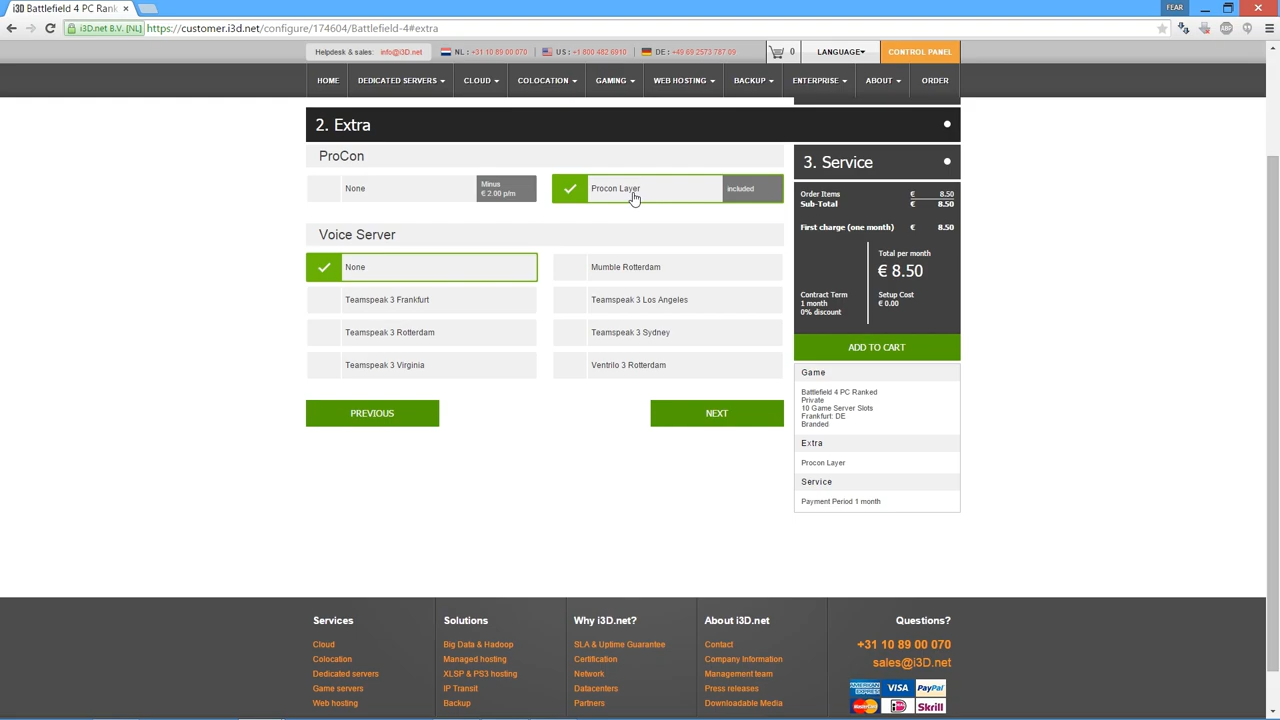 i3D Battlefield 4 PC Rank
FEAR
i3D.net B.V. [NL] https://customer.i3d.net/configure/174604/Battlefield-4#extra
Helpdesk & sales: info@i3D.net NL : +31 10 89 00 070 US : +1 800 482 6910 DE : +49 69 2573 787 09 0 LANGUAGE CONTROL PANEL
HOME DEDICATED SERVERS CLOUD COLOCATION GAMING WEB HOSTING BACKUP ENTERPRISE ABOUT ORDER
2. Extra
ProCon
None Minus € 2.00 p/m Procon Layer included
Voice Server
None Mumble Rotterdam
Teamspeak 3 Frankfurt Teamspeak 3 Los Angeles
Teamspeak 3 Rotterdam Teamspeak 3 Sydney
Teamspeak 3 Virginia Ventrilo 3 Rotterdam
PREVIOUS NEXT
3. Service
Order Items € 8.50
Sub-Total € 8.50
First charge (one month) € 8.50
Total per month
€ 8.50
Contract Term
1 month
0% discount
Setup Cost
€ 0.00
ADD TO CART
Game
Battlefield 4 PC Ranked
Private
10 Game Server Slots
Frankfurt: DE
Branded
Extra
Procon Layer
Service
Payment Period 1 month
Services Solutions Why i3D.net? About i3D.net Questions?
Cloud Big Data & Hadoop SLA & Uptime Guarantee Contact +31 10 89 00 070
Colocation Managed hosting Certification Company Information sales@i3D.net
Dedicated servers XLSP & PS3 hosting Network Management team
Game servers IP Transit Datacenters Press releases AMERICAN EXPRESS VISA PayPal
Web hosting Backup Partners Downloadable Media MasterCard iDEAL Skrill